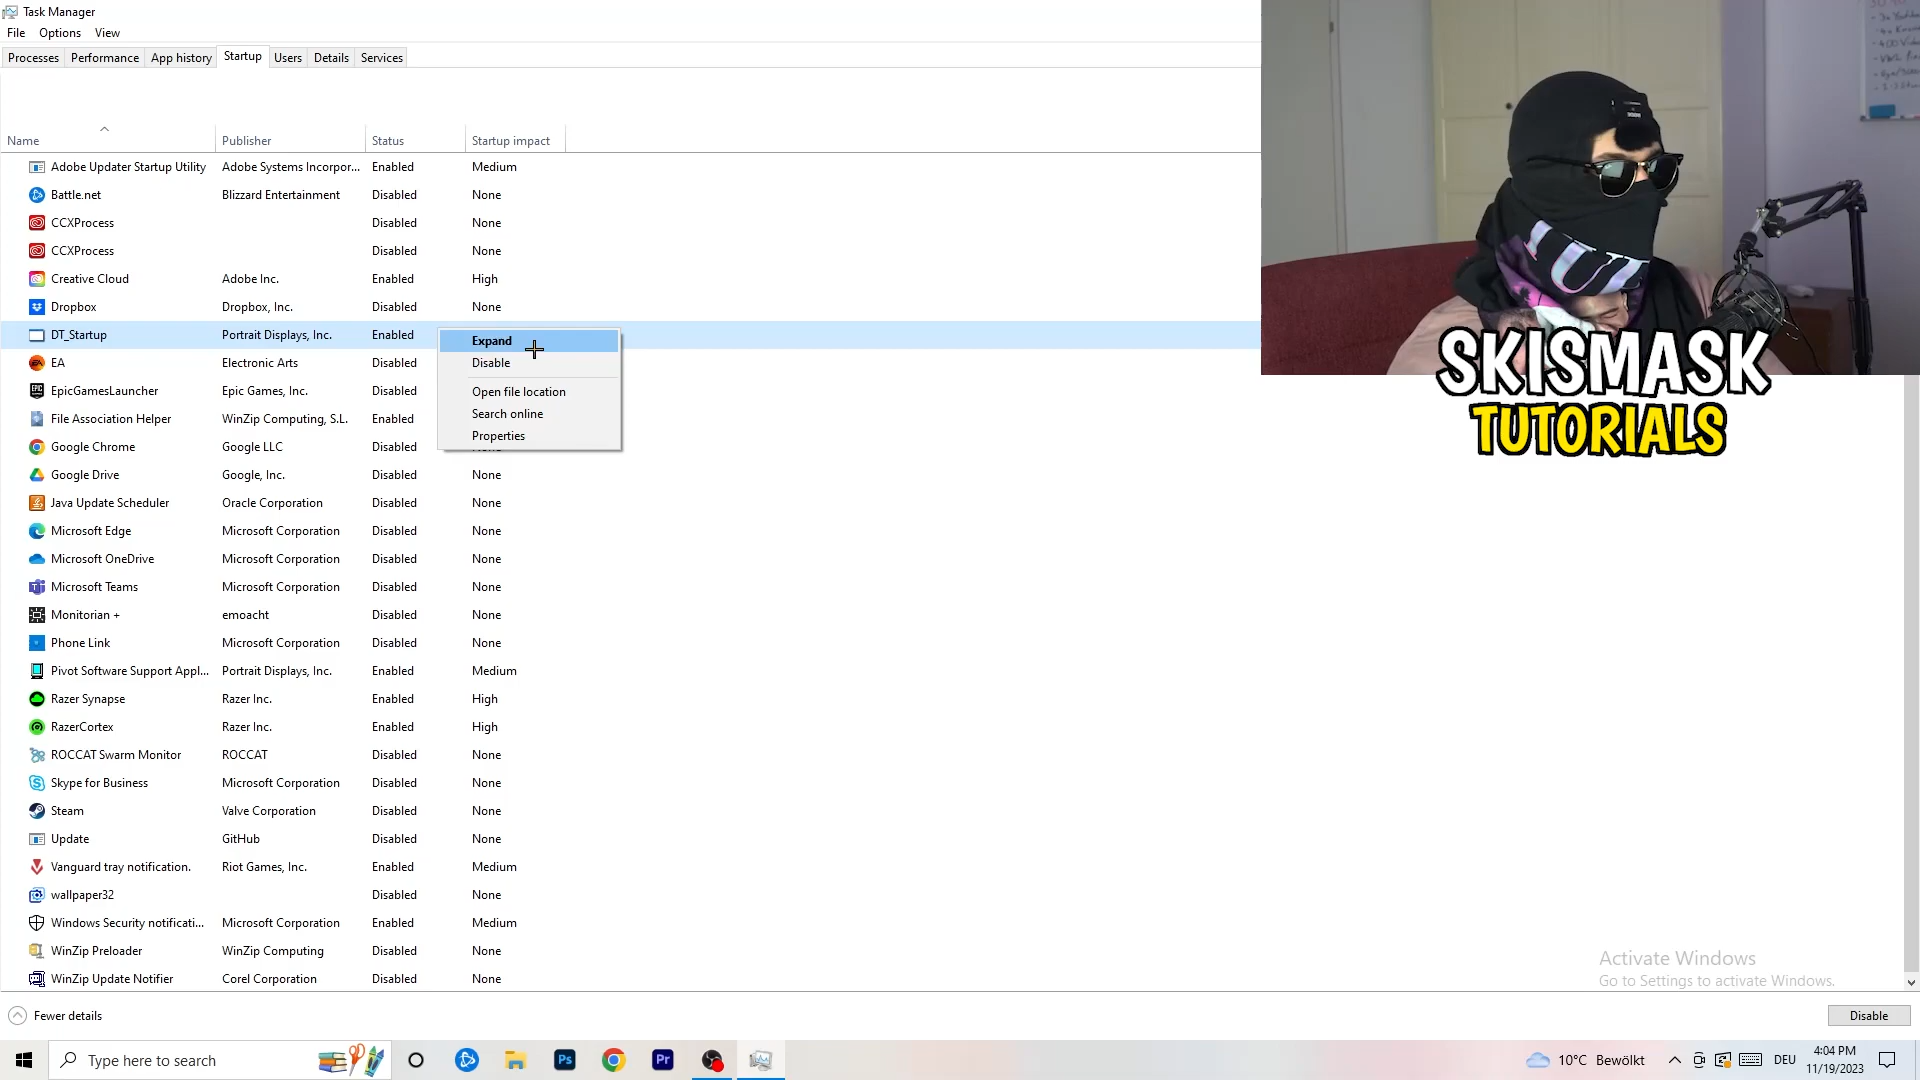 Task Manager
File Options View
Processes Performance App history Startup Users Details Services
Name Publisher Status Startup impact
Adobe Updater Startup Utility Adobe Systems Incorpor... Enabled Medium
Battle.net Blizzard Entertainment Disabled None
CCXProcess Disabled None
CCXProcess Disabled None
Creative Cloud Adobe Inc. Enabled High
Dropbox Dropbox, Inc. Disabled None
DT_Startup Portrait Displays, Inc. Enabled
EA Electronic Arts Disabled
EpicGamesLauncher Epic Games, Inc. Disabled
File Association Helper WinZip Computing, S.L. Enabled
Google Chrome Google LLC Disabled
Google Drive Google, Inc. Disabled None
Java Update Scheduler Oracle Corporation Disabled None
Microsoft Edge Microsoft Corporation Disabled None
Microsoft OneDrive Microsoft Corporation Disabled None
Microsoft Teams Microsoft Corporation Disabled None
Monitorian + emoacht Disabled None
Phone Link Microsoft Corporation Disabled None
Pivot Software Support Appl... Portrait Displays, Inc. Enabled Medium
Razer Synapse Razer Inc. Enabled High
RazerCortex Razer Inc. Enabled High
ROCCAT Swarm Monitor ROCCAT Disabled None
Skype for Business Microsoft Corporation Disabled None
Steam Valve Corporation Disabled None
Update GitHub Disabled None
Vanguard tray notification. Riot Games, Inc. Enabled Medium
wallpaper32 Disabled None
Windows Security notificati... Microsoft Corporation Enabled Medium
WinZip Preloader WinZip Computing Disabled None
WinZip Update Notifier Corel Corporation Disabled None
Expand
Disable
Open file location
Search online
Properties
SKISMASK
TUTORIALS
Activate Windows
Go to Settings to activate Windows.
Fewer details
Disable
Type here to search
Ps
Pr
10°C Bewölkt
DEU
4:04 PM
11/19/2023